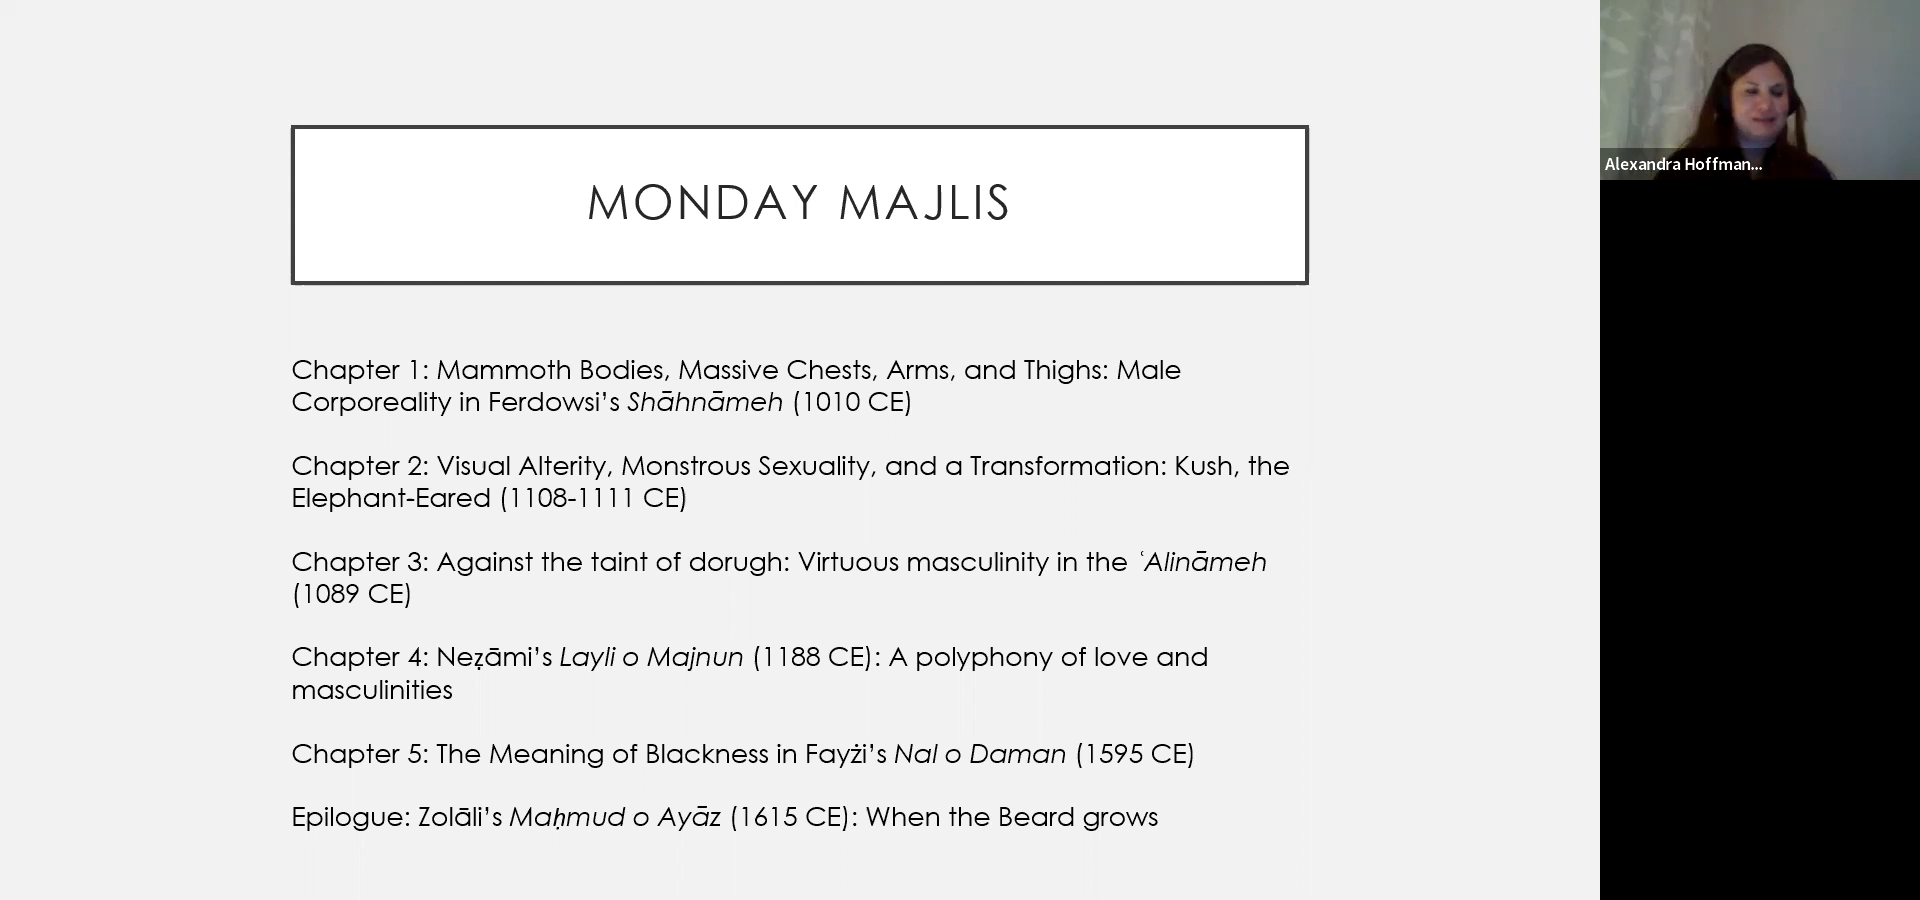 MONDAY MAJLIS
Chapter 1: Mammoth Bodies, Massive Chests, Arms, and Thighs: Male
Corporeality in Ferdowsi’s Shāhnāmeh (1010 CE)
Chapter 2: Visual Alterity, Monstrous Sexuality, and a Transformation: Kush, the
Elephant-Eared (1108-1111 CE)
Chapter 3: Against the taint of dorugh: Virtuous masculinity in the ʿAlināmeh
(1089 CE)
Chapter 4: Neẓāmi’s Layli o Majnun (1188 CE): A polyphony of love and
masculinities
Chapter 5: The Meaning of Blackness in Fayżi’s Nal o Daman (1595 CE)
Epilogue: Zolāli’s Maḥmud o Ayāz (1615 CE): When the Beard grows
Alexandra Hoffman...